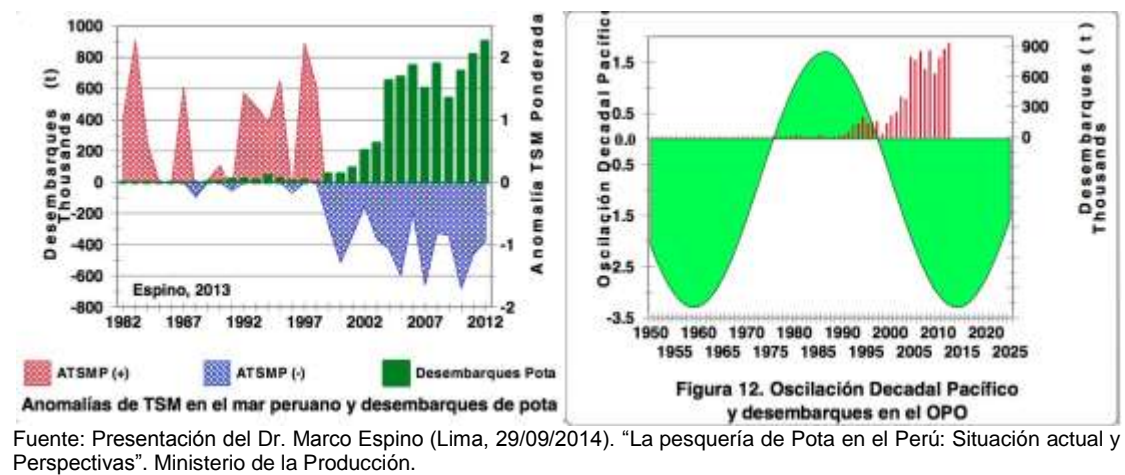 Desembarques (t)
Thousands
1000
800
600
400
200
0
-200
-400
-600
-800
2
1
0
-1
-2
Anomalía TSM Ponderada
Espino, 2013
1982 1987 1992 1997 2002 2007 2012
ATSMP (+) ATSMP (-) Desembarques Pota
Anomalías de TSM en el mar peruano y desembarques de pota
Oscilación Decadal Pacífico
1.5
0.5
0.0
-0.5
-1.5
-2.5
-3.5
900
600
300
0
Desembarques (t)
Thousands
1950 1960 1970 1980 1990 2000 2010 2020
1955 1965 1975 1985 1995 2005 2015 2025
Figura 12. Oscilación Decadal Pacífico
y desembarques en el OPO
Fuente: Presentación del Dr. Marco Espino (Lima, 29/09/2014). “La pesquería de Pota en el Perú: Situación actual y
Perspectivas”. Ministerio de la Producción.